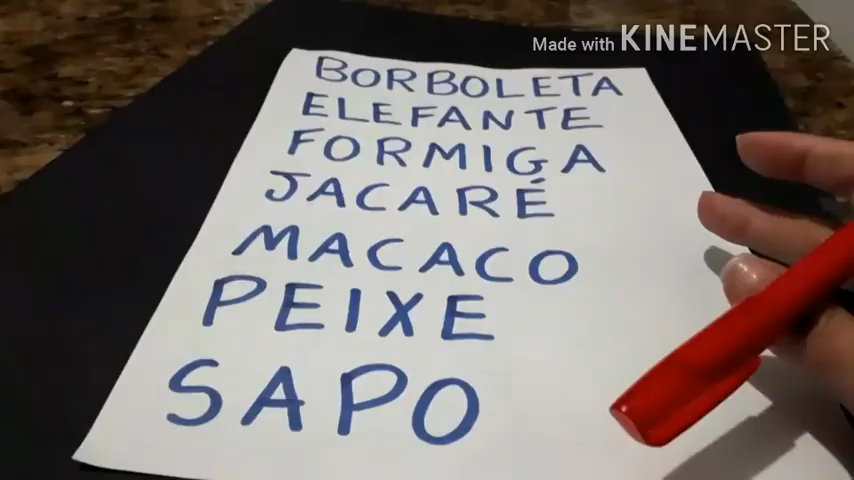 Made with KINEMASTER
BORBOLETA
ELEFANTE
FORMIGA
JACARÉ
MACACO
PEIXE
SAPO